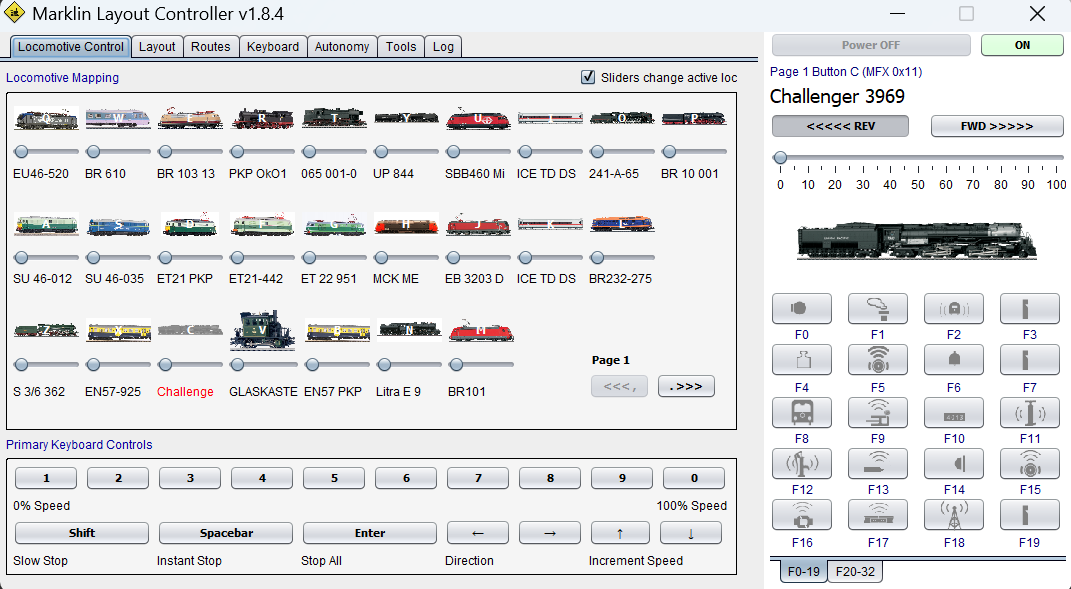 Marklin Layout Controller v1.8.4
Locomotive Control Layout Routes Keyboard Autonomy Tools Log
Locomotive Mapping
Sliders change active loc
Q W E R T Y U I O P
EU46-520 BR 610 BR 103 13 PKP OkO1 065 001-0 UP 844 SBB460 Mi ICE TD DS 241-A-65 BR 10 001
A S D F G H J K L
SU 46-012 SU 46-035 ET21 PKP ET21-442 ET 22 951 MCK ME EB 3203 D ICE TD DS BR232-275
Z X C V B N M
S 3/6 362 EN57-925 Challenge GLASKASTE EN57 PKP Litra E 9 BR101
Page 1
<<<, .>>>
Primary Keyboard Controls
1 2 3 4 5 6 7 8 9 0
0% Speed 100% Speed
Shift Spacebar Enter ← → ↑ ↓
Slow Stop Instant Stop Stop All Direction Increment Speed
Power OFF ON
Page 1 Button C (MFX 0x11)
Challenger 3969
<<<<< REV FWD >>>>>
0 10 20 30 40 50 60 70 80 90 100
F0 F1 F2 F3
F4 F5 F6 F7
F8 F9 F10 F11
F12 F13 F14 F15
F16 F17 F18 F19
F0-19 F20-32